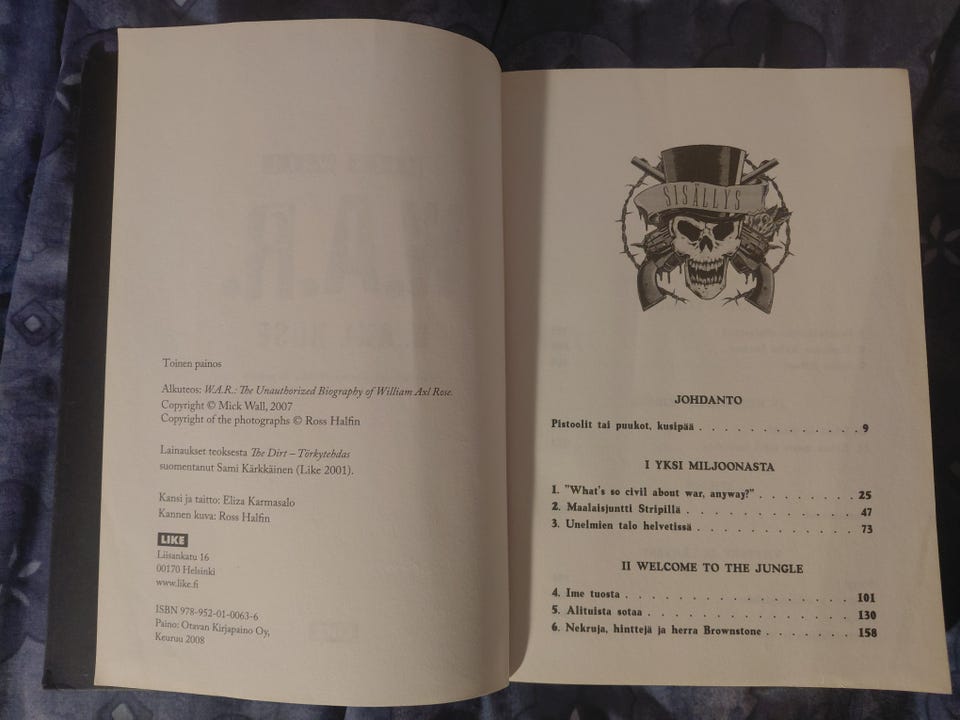 Toinen painos
Alkuteos: W.A.R.: The Unauthorized Biography of William Axl Rose.
Copyright © Mick Wall, 2007
Copyright of the photographs © Ross Halfin
Lainaukset teoksesta The Dirt – Törkytehdas
suomentanut Sami Kärkkäinen (Like 2001).
Kansi ja taitto: Eliza Karmasalo
Kannen kuva: Ross Halfin
LIKE
Liisankatu 16
00170 Helsinki
www.like.fi
ISBN 978-952-01-0063-6
Paino: Otavan Kirjapaino Oy,
Keuruu 2008
SISÄLLYS
JOHDANTO
Pistoolit tai puukot, kusipää . . . . . . . . . . . . . 9
I YKSI MILJOONASTA
1. "What's so civil about war, anyway?" . . . . . . . . 25
2. Maalaisjuntti Stripillä . . . . . . . . . . . . . . 47
3. Unelmien talo helvetissä . . . . . . . . . . . . . 73
II WELCOME TO THE JUNGLE
4. Ime tuosta . . . . . . . . . . . . . . . . . . 101
5. Alituista sotaa . . . . . . . . . . . . . . . . 130
6. Nekruja, hinttejä ja herra Brownstone . . . . . . . 158